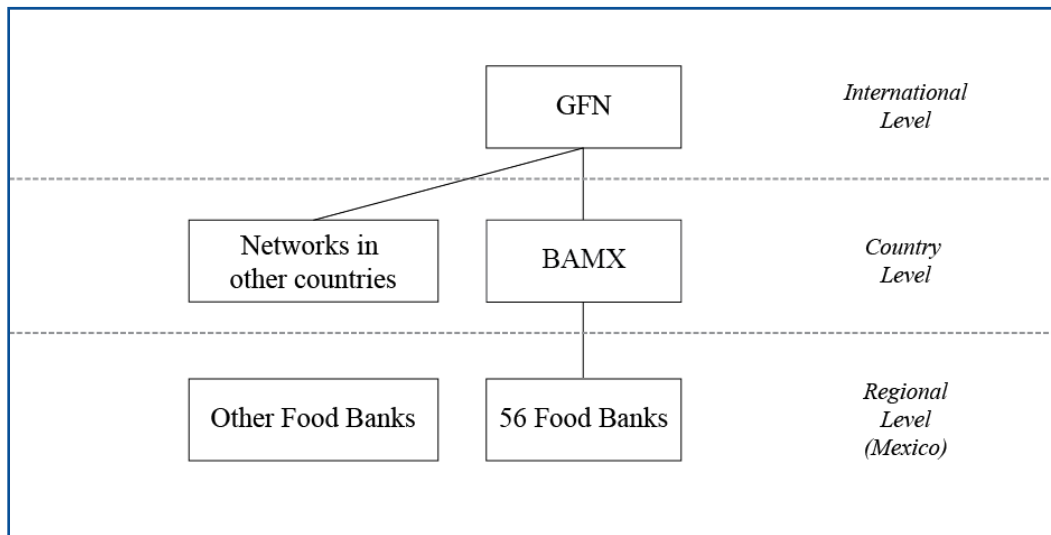 GFN
International
Level
Networks in
other countries
BAMX
Country
Level
Other Food Banks
56 Food Banks
Regional
Level
(Mexico)